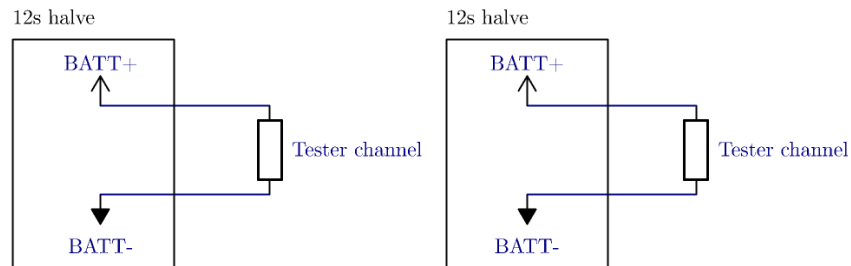 12s halve
BATT+
Tester channel
BATT-
12s halve
BATT+
Tester channel
BATT-